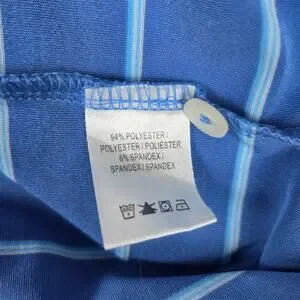 94% POLYESTER /
POLYESTER / POLIÉSTER
6% SPANDEX /
SPANDEX / SPANDEX